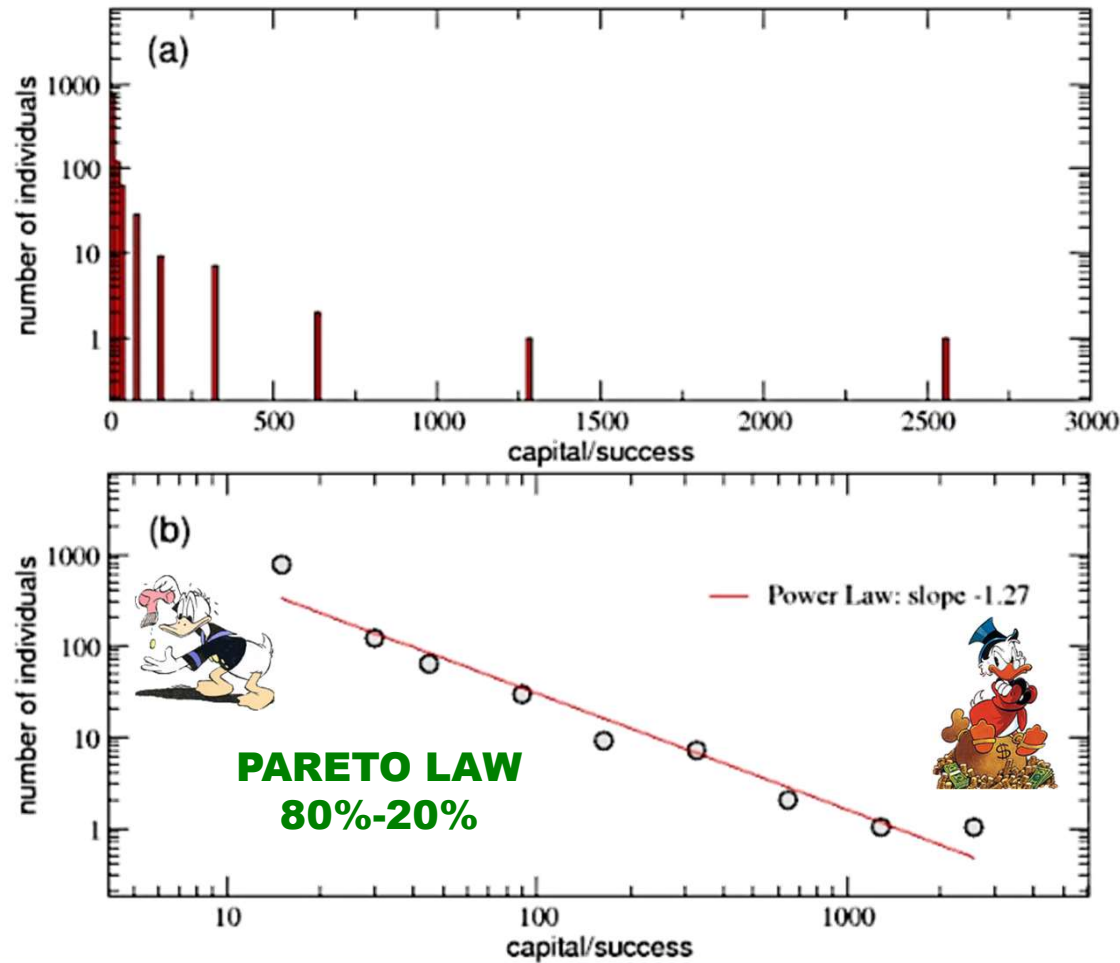 (a)
number of individuals
1000
100
10
1
0 500 1000 1500 2000 2500 3000
capital/success
(b)
number of individuals
1000
100
10
1
Power Law: slope -1.27
$
PARETO LAW
80%-20%
10 100 1000
capital/success